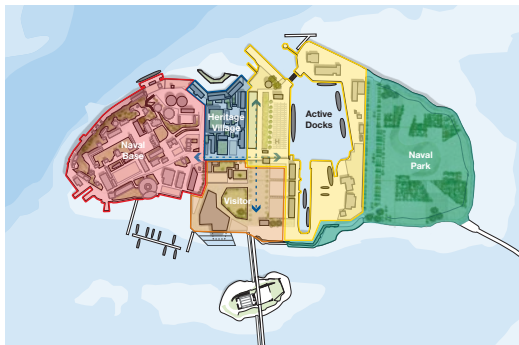 Heritage
Village
Active
Docks
Naval
Base
Naval
Park
Visitor
H